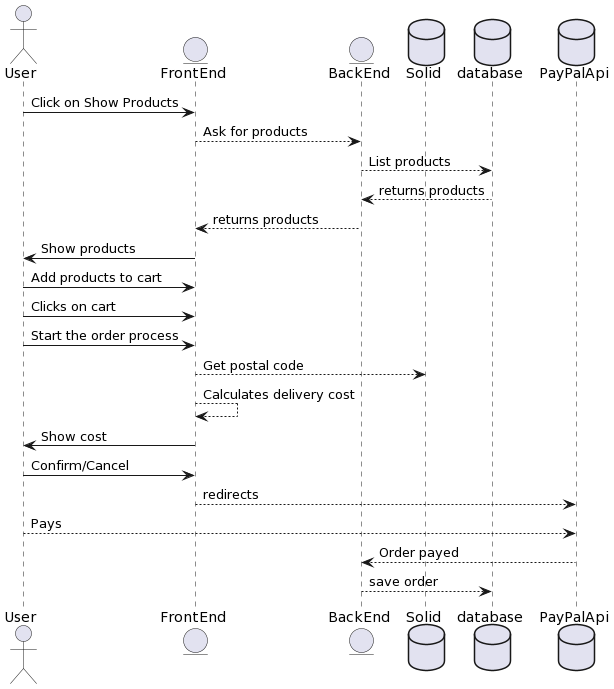 User FrontEnd BackEnd Solid database PayPalApi
Click on Show Products
Ask for products
List products
returns products
returns products
Show products
Add products to cart
Clicks on cart
Start the order process
Get postal code
Calculates delivery cost
Show cost
Confirm/Cancel
redirects
Pays
Order payed
save order
User FrontEnd BackEnd Solid database PayPalApi